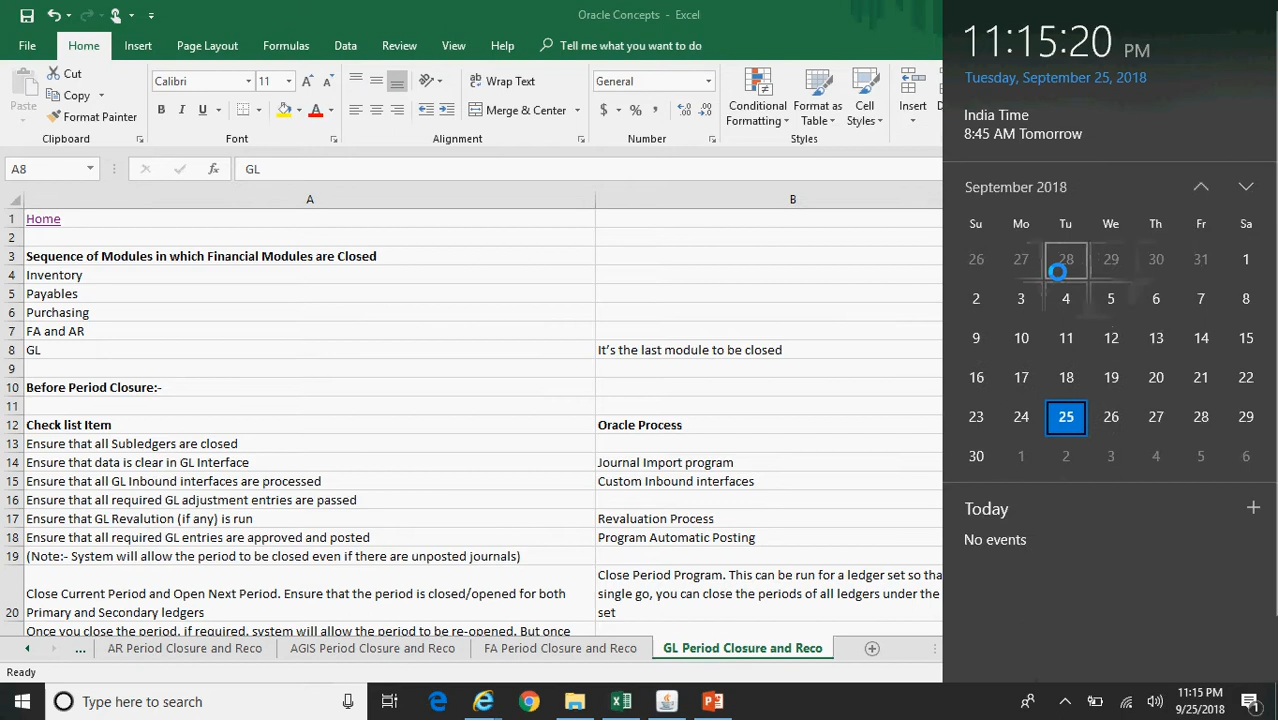 Oracle Concepts - Excel
File Home Insert Page Layout Formulas Data Review View Help Tell me what you want to do
Paste
Cut
Copy
Format Painter
Clipboard
Calibri 11
B I U
Font
Wrap Text
Merge & Center
Alignment
General
$ % ,
Number
Conditional Formatting
Format as Table
Cell Styles
Styles
Insert
A8 fx GL
A B
1 Home
2
3 Sequence of Modules in which Financial Modules are Closed
4 Inventory
5 Payables
6 Purchasing
7 FA and AR
8 GL It's the last module to be closed
9
10 Before Period Closure:-
11
12 Check list Item Oracle Process
13 Ensure that all Subledgers are closed
14 Ensure that data is clear in GL Interface Journal Import program
15 Ensure that all GL Inbound interfaces are processed Custom Inbound interfaces
16 Ensure that all required GL adjustment entries are passed
17 Ensure that GL Revalution (if any) is run Revaluation Process
18 Ensure that all required GL entries are approved and posted Program Automatic Posting
19 (Note:- System will allow the period to be closed even if there are unposted journals)
Close Period Program. This can be run for a ledger set so tha
Close Current Period and Open Next Period. Ensure that the period is closed/opened for both single go, you can close the periods of all ledgers under the
20 Primary and Secondary ledgers set
Once you close the period, if required, system will allow the period to be re-opened. But once
... AR Period Closure and Reco AGIS Period Closure and Reco FA Period Closure and Reco GL Period Closure and Reco
Ready
11:15:20 PM
Tuesday, September 25, 2018
India Time
8:45 AM Tomorrow
September 2018
Su Mo Tu We Th Fr Sa
26 27 28 29 30 31 1
2 3 4 5 6 7 8
9 10 11 12 13 14 15
16 17 18 19 20 21 22
23 24 25 26 27 28 29
30 1 2 3 4 5 6
Today
No events
Type here to search
11:15 PM
9/25/2018
1